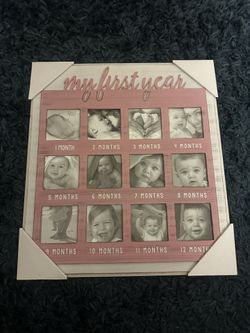 my first year
1 MONTH 2 MONTHS 3 MONTHS 4 MONTHS
5 MONTHS 6 MONTHS 7 MONTHS 8 MONTHS
9 MONTHS 10 MONTHS 11 MONTHS 12 MONTHS